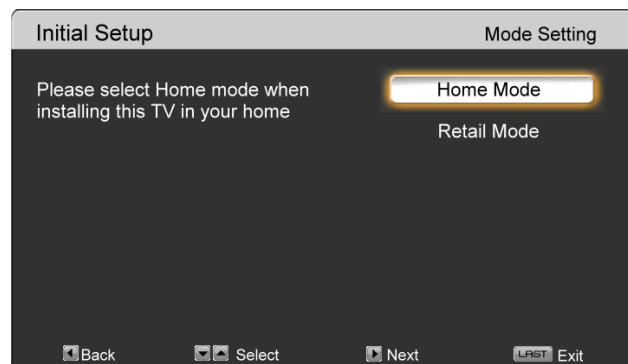 Initial Setup
Mode Setting
Please select Home mode when
installing this TV in your home
Home Mode
Retail Mode
Back Select Next LAST Exit